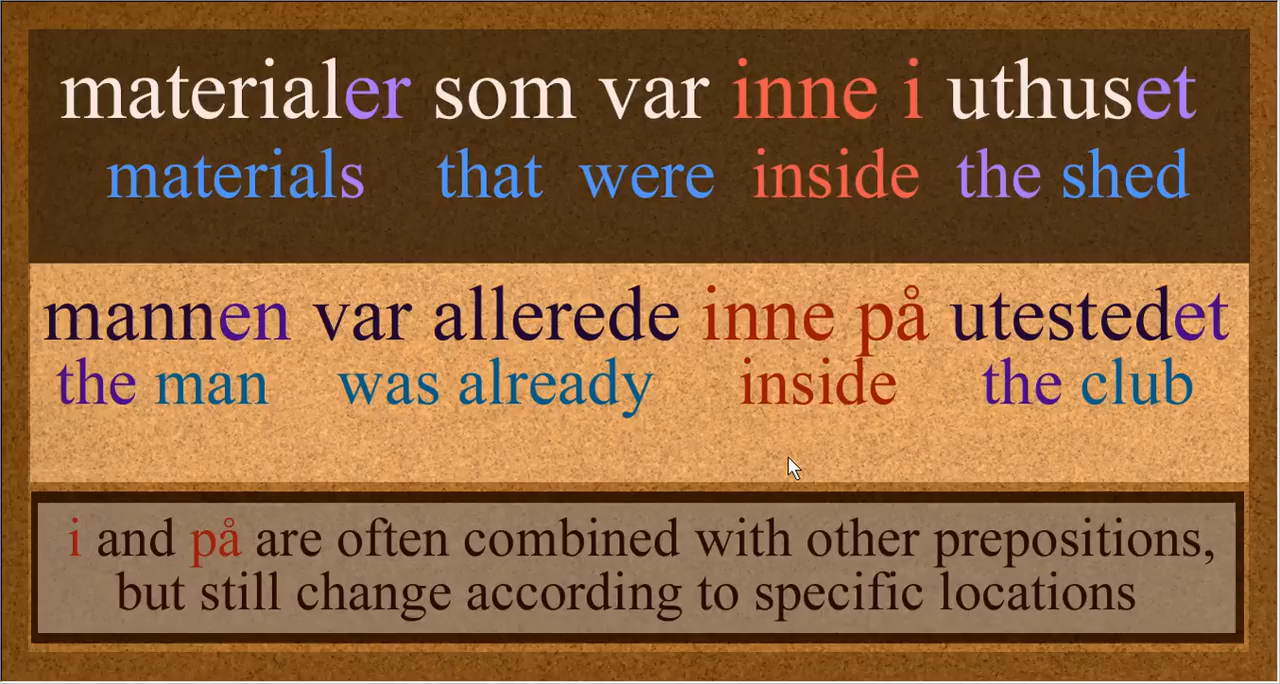 materialer som var inne i uthuset
materials that were inside the shed
mannen var allerede inne på utestedet
the man was already inside the club
i and på are often combined with other prepositions,
but still change according to specific locations